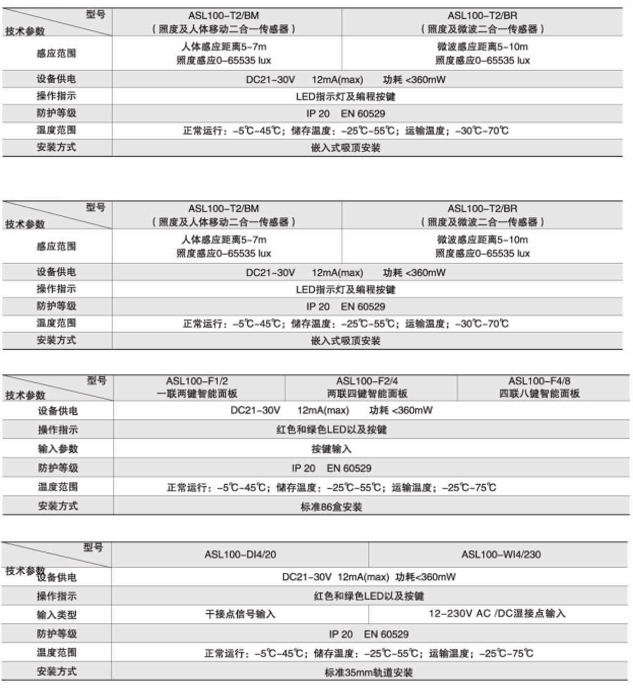 型号 ASL100-T2/BM ASL100-T2/BR
技术参数 （照度及人体移动二合一传感器） （照度及微波二合一传感器）
感应范围 人体感应距离5~7m 微波感应距离5~10m
照度感应0-65535 lux 照度感应0-65535 lux
设备供电 DC21~30V 12mA(max) 功耗 <360mW
操作指示 LED指示灯及编程按键
防护等级 IP 20 EN 60529
温度范围 正常运行：-5℃~45℃；储存温度：-25℃~55℃；运输温度；-30℃~70℃
安装方式 嵌入式吸顶安装
型号 ASL100-T2/BM ASL100-T2/BR
技术参数 （照度及人体移动二合一传感器） （照度及微波二合一传感器）
感应范围 人体感应距离5~7m 微波感应距离5~10m
照度感应0-65535 lux 照度感应0-65535 lux
设备供电 DC21~30V 12mA(max) 功耗 <360mW
操作指示 LED指示灯及编程按键
防护等级 IP 20 EN 60529
温度范围 正常运行：-5℃~45℃；储存温度：-25℃~55℃；运输温度；-30℃~70℃
安装方式 嵌入式吸顶安装
型号 ASL100-F1/2 ASL100-F2/4 ASL100-F4/8
技术参数 一联两键智能面板 两联四键智能面板 四联八键智能面板
设备供电 DC21~30V 12mA(max) 功耗 <360mW
操作指示 红色和绿色LED以及按键
输入参数 按键输入
防护等级 IP 20 EN 60529
温度范围 正常运行：-5℃~45℃；储存温度：-25℃~55℃；运输温度；-25℃~75℃
安装方式 标准86盒安装
型号 ASL100-DI4/20 ASL100-WI4/230
技术参数
设备供电 DC21~30V 12mA(max) 功耗<360mW
操作指示 红色和绿色LED以及按键
输入类型 干接点信号输入 12-230V AC /DC湿接点输入
防护等级 IP 20 EN 60529
温度范围 正常运行：-5℃~45℃；储存温度：-25℃~55℃；运输温度；-25℃~75℃
安装方式 标准35mm轨道安装